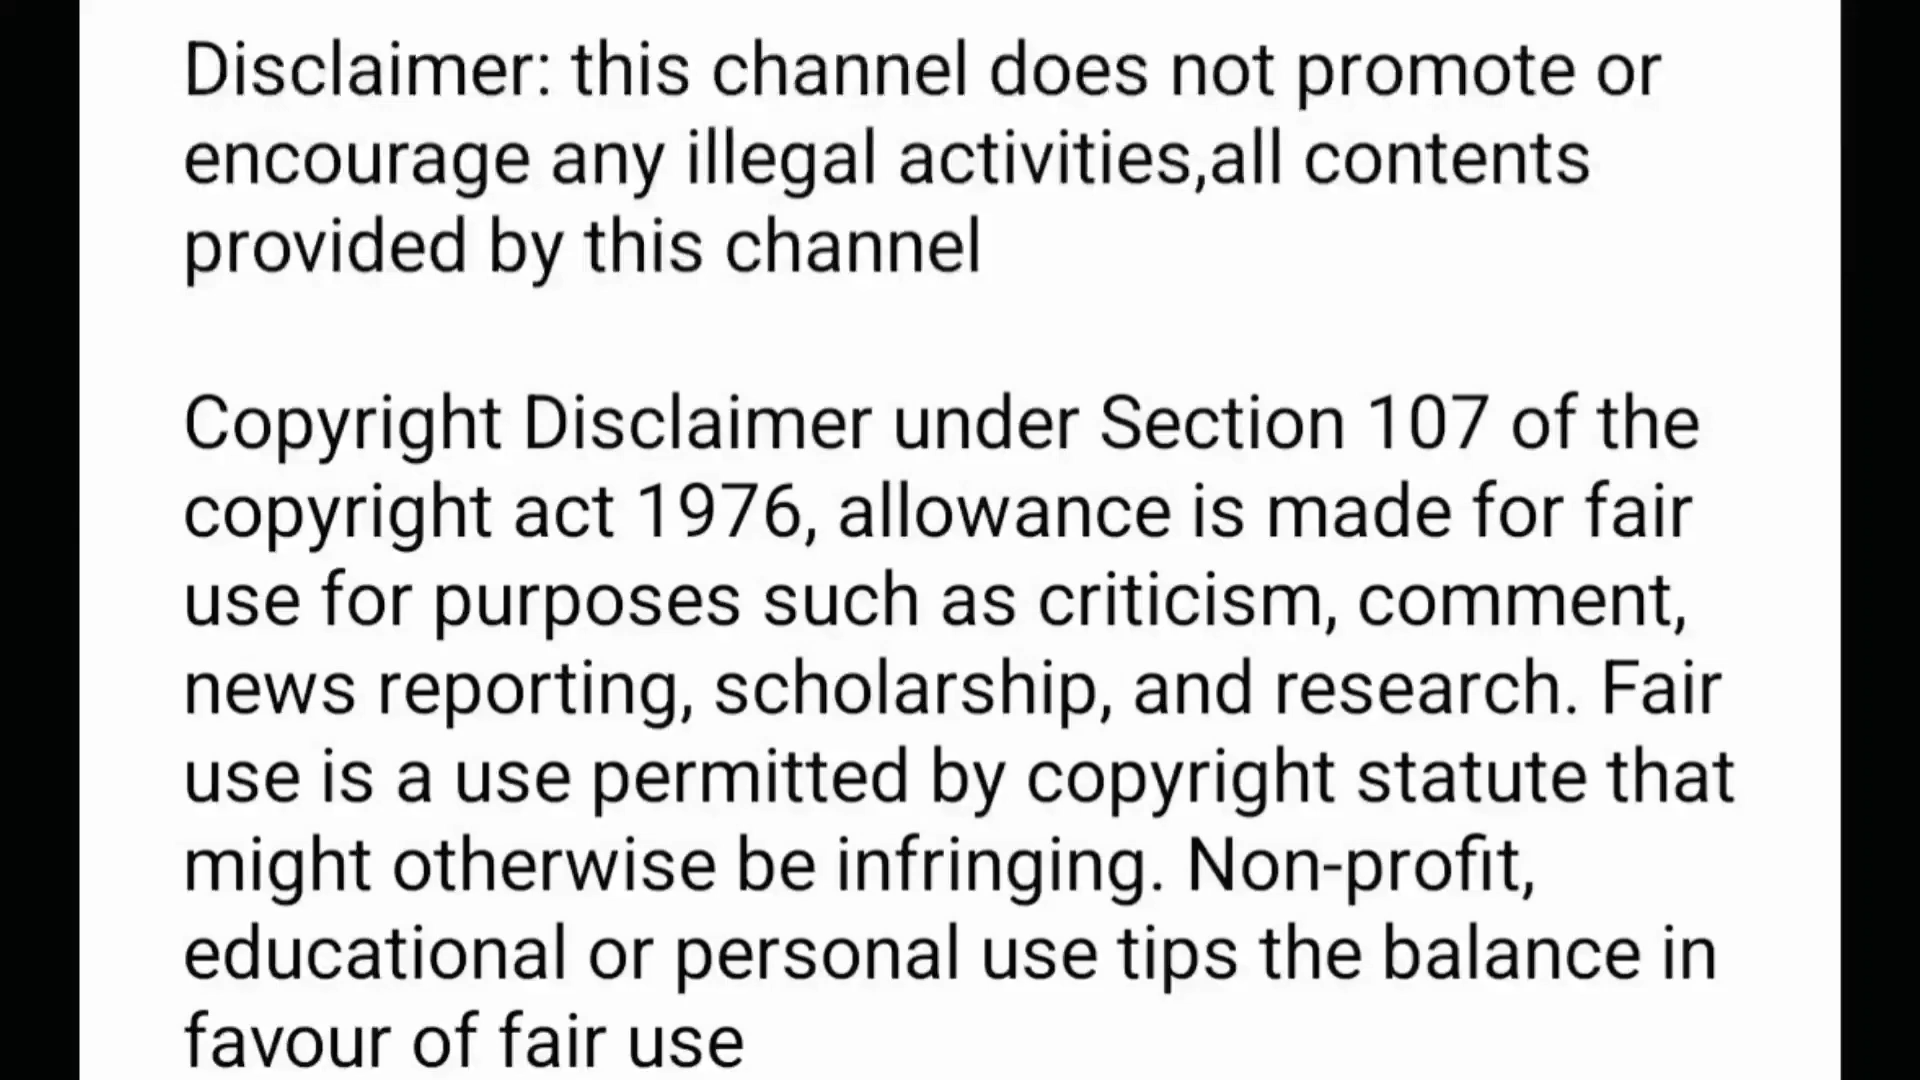 Disclaimer: this channel does not promote or
encourage any illegal activities,all contents
provided by this channel
Copyright Disclaimer under Section 107 of the
copyright act 1976, allowance is made for fair
use for purposes such as criticism, comment,
news reporting, scholarship, and research. Fair
use is a use permitted by copyright statute that
might otherwise be infringing. Non-profit,
educational or personal use tips the balance in
favour of fair use